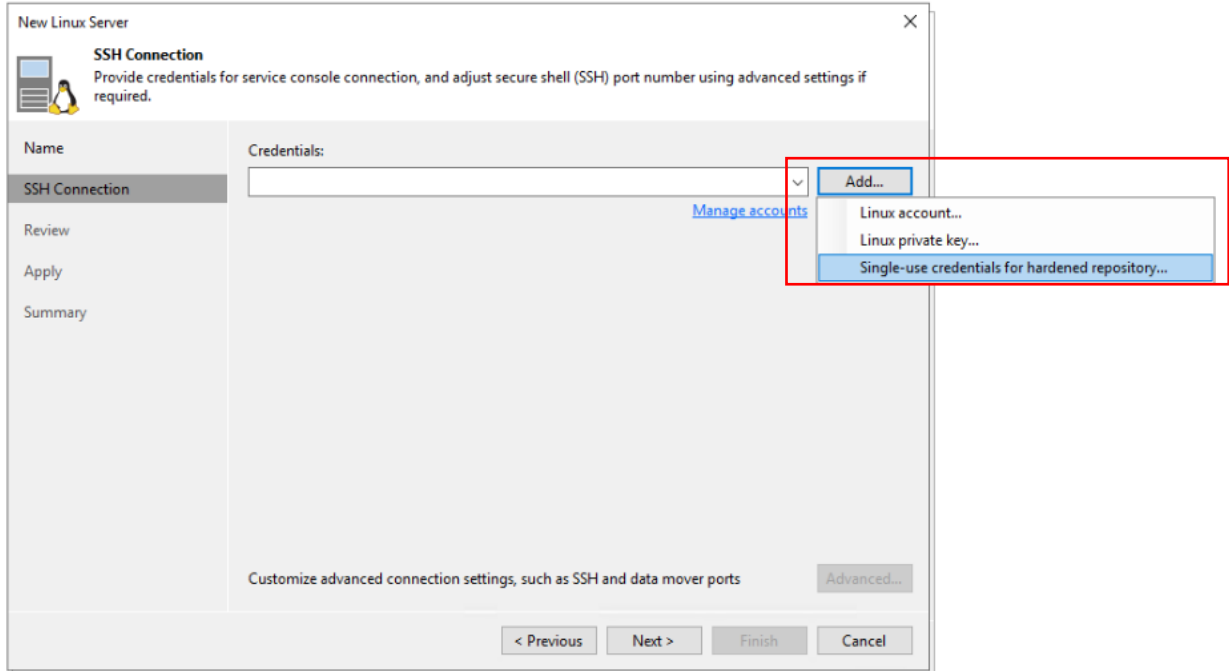 New Linux Server
SSH Connection
Provide credentials for service console connection, and adjust secure shell (SSH) port number using advanced settings if
required.
Name
SSH Connection
Review
Apply
Summary
Credentials:
Add...
Manage accounts
Linux account...
Linux private key...
Single-use credentials for hardened repository...
Customize advanced connection settings, such as SSH and data mover ports
Advanced...
< Previous
Next >
Finish
Cancel